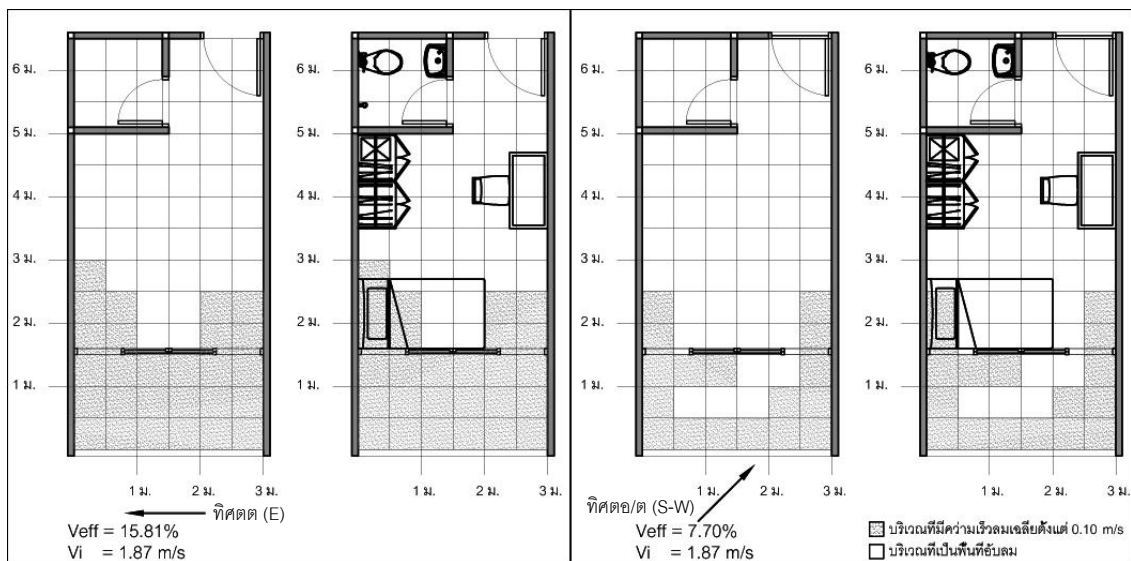 6 ม.
5 ม.
4 ม.
3 ม.
2 ม.
1 ม.
1 ม. 2 ม. 3 ม.
6 ม.
5 ม.
4 ม.
3 ม.
2 ม.
1 ม.
1 ม. 2 ม. 3 ม.
ทิศตต (E)
Veff = 15.81%
Vi = 1.87 m/s
6 ม.
5 ม.
4 ม.
3 ม.
2 ม.
1 ม.
1 ม. 2 ม. 3 ม.
6 ม.
5 ม.
4 ม.
3 ม.
2 ม.
1 ม.
1 ม. 2 ม. 3 ม.
ทิศตอ/ต (S-W)
Veff = 7.70%
Vi = 1.87 m/s
บริเวณที่มีความเร็วลมเฉลี่ยตั้งแต่ 0.10 m/s
บริเวณที่เป็นพื้นที่อับลม